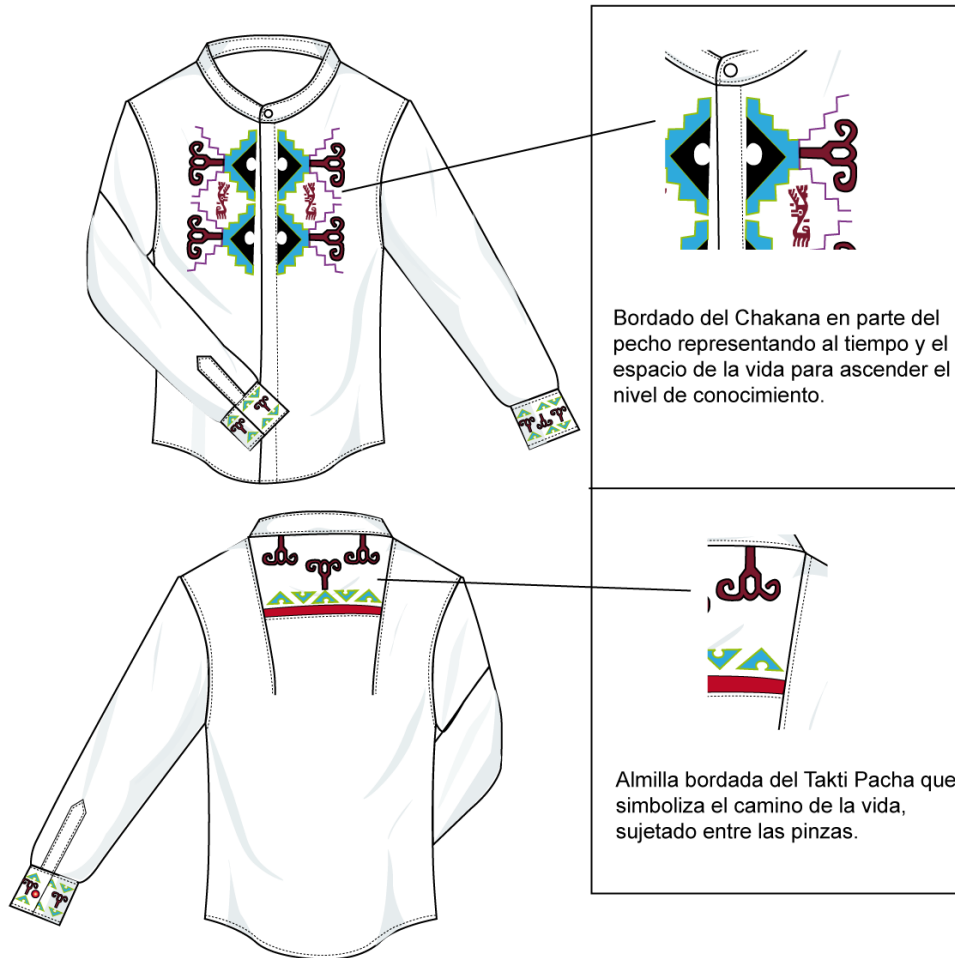 Bordado del Chakana en parte del
pecho representando al tiempo y el
espacio de la vida para ascender el
nivel de conocimiento.
Almilla bordada del Takti Pacha que
simboliza el camino de la vida,
sujetado entre las pinzas.